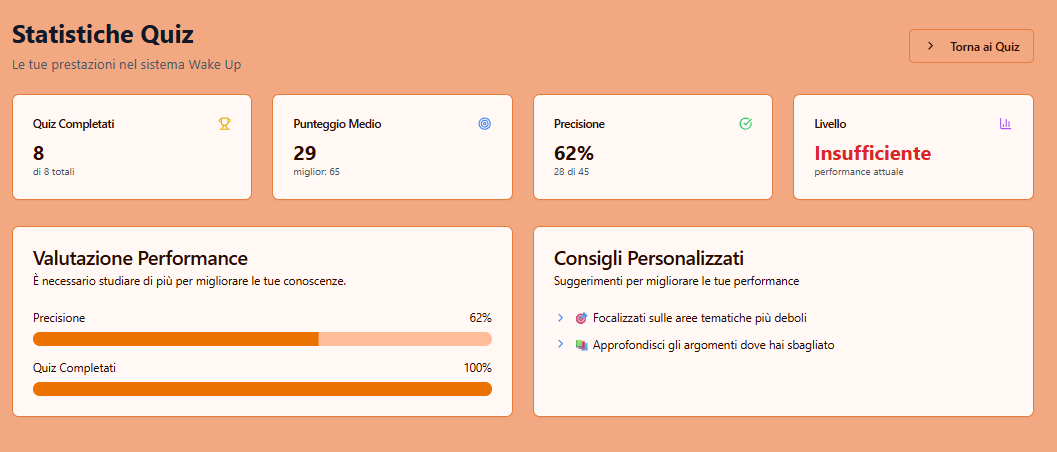 Statistiche Quiz
Le tue prestazioni nel sistema Wake Up
Torna ai Quiz
Quiz Completati
8
di 8 totali
Punteggio Medio
29
miglior: 65
Precisione
62%
28 di 45
Livello
Insufficiente
performance attuale
Valutazione Performance
È necessario studiare di più per migliorare le tue conoscenze.
Precisione 62%
Quiz Completati 100%
Consigli Personalizzati
Suggerimenti per migliorare le tue performance
Focalizzati sulle aree tematiche più deboli
Approfondisci gli argomenti dove hai sbagliato